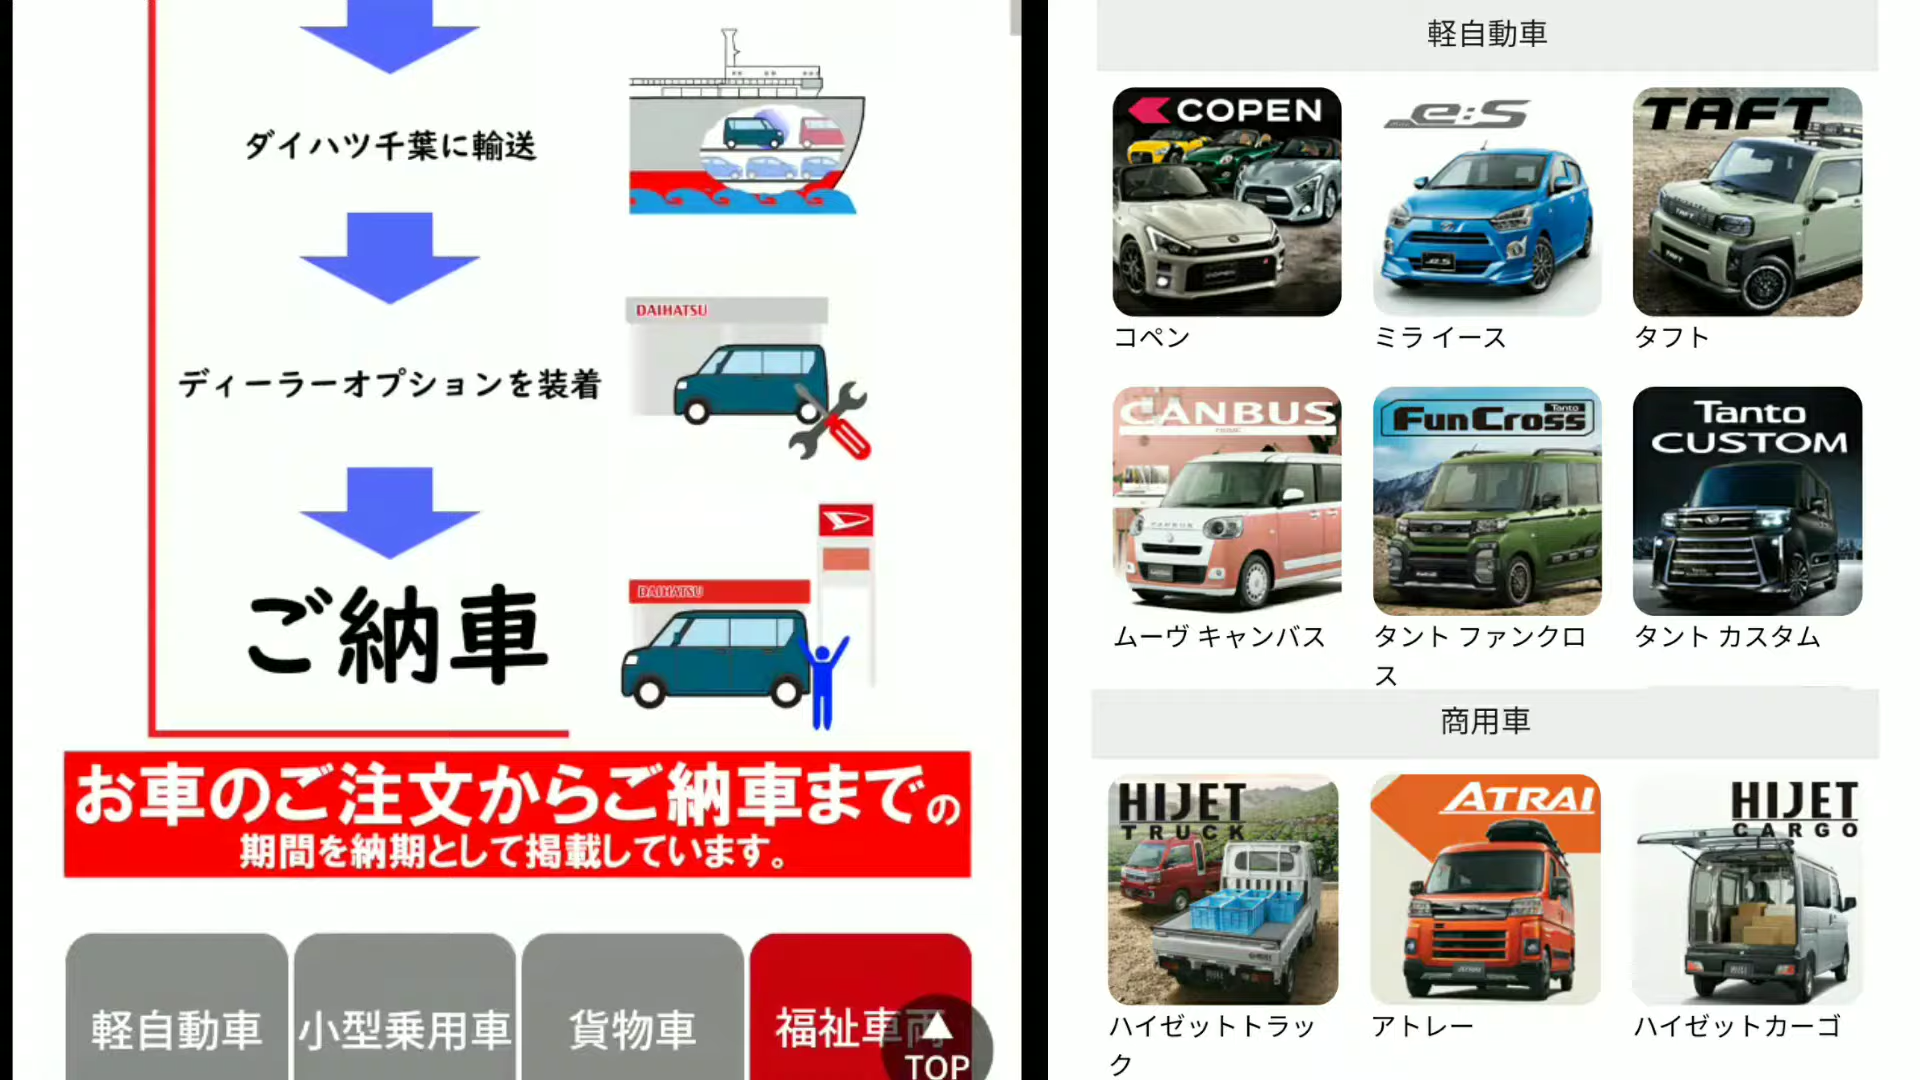 ダイハツ千葉に輸送
DAIHATSU
ディーラーオプションを装着
ご納車
DAIHATSU
お車のご注文からご納車までの
期間を納期として掲載しています。
軽自動車
小型乗用車
貨物車
福祉車両
TOP
軽自動車
COPEN
e:S
TAFT
コペン
ミラ イース
タフト
CANBUS
Tanto
FunCross
Tanto
CUSTOM
ムーヴ キャンバス
タント ファンクロ
ス
タント カスタム
商用車
HIJET
TRUCK
ATRAI
HIJET
CARGO
ハイゼットトラッ
ク
アトレー
ハイゼットカーゴ